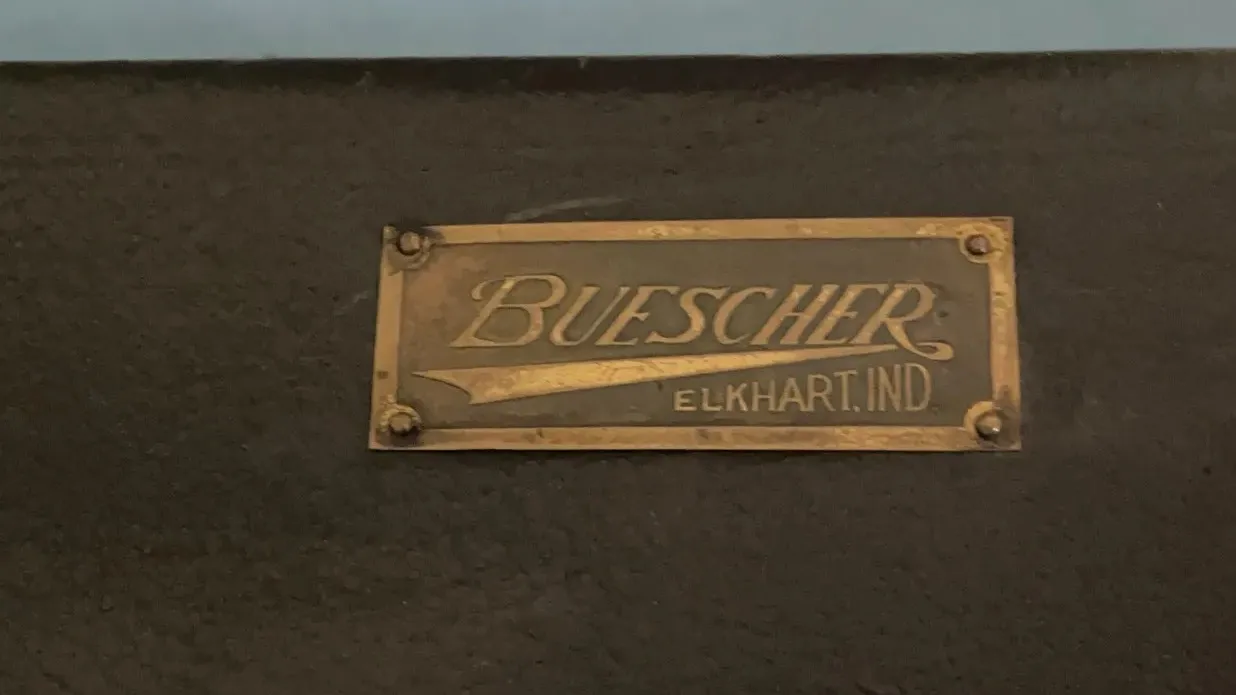 BUESCHER
ELKHART, IND.